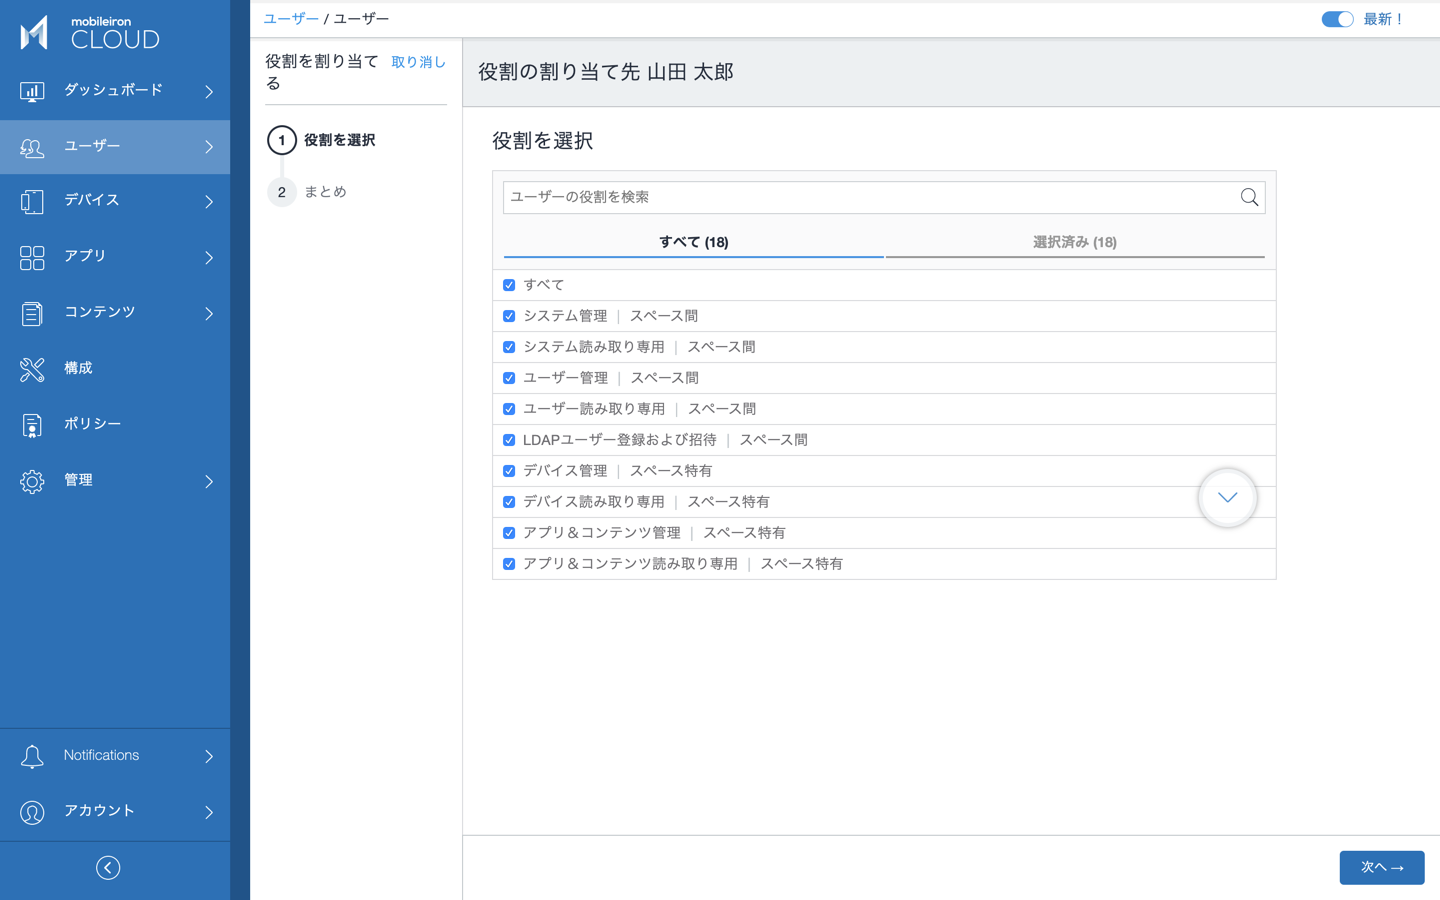 mobileiron
CLOUD
ダッシュボード
ユーザー
デバイス
アプリ
コンテンツ
構成
ポリシー
管理
Notifications
アカウント
ユーザー / ユーザー
最新！
役割を割り当て
る
取り消し
1 役割を選択
2 まとめ
役割の割り当て先 山田 太郎
役割を選択
ユーザーの役割を検索
すべて (18)
選択済み (18)
すべて
システム管理 | スペース間
システム読み取り専用 | スペース間
ユーザー管理 | スペース間
ユーザー読み取り専用 | スペース間
LDAPユーザー登録および招待 | スペース間
デバイス管理 | スペース特有
デバイス読み取り専用 | スペース特有
アプリ＆コンテンツ管理 | スペース特有
アプリ＆コンテンツ読み取り専用 | スペース特有
次へ →